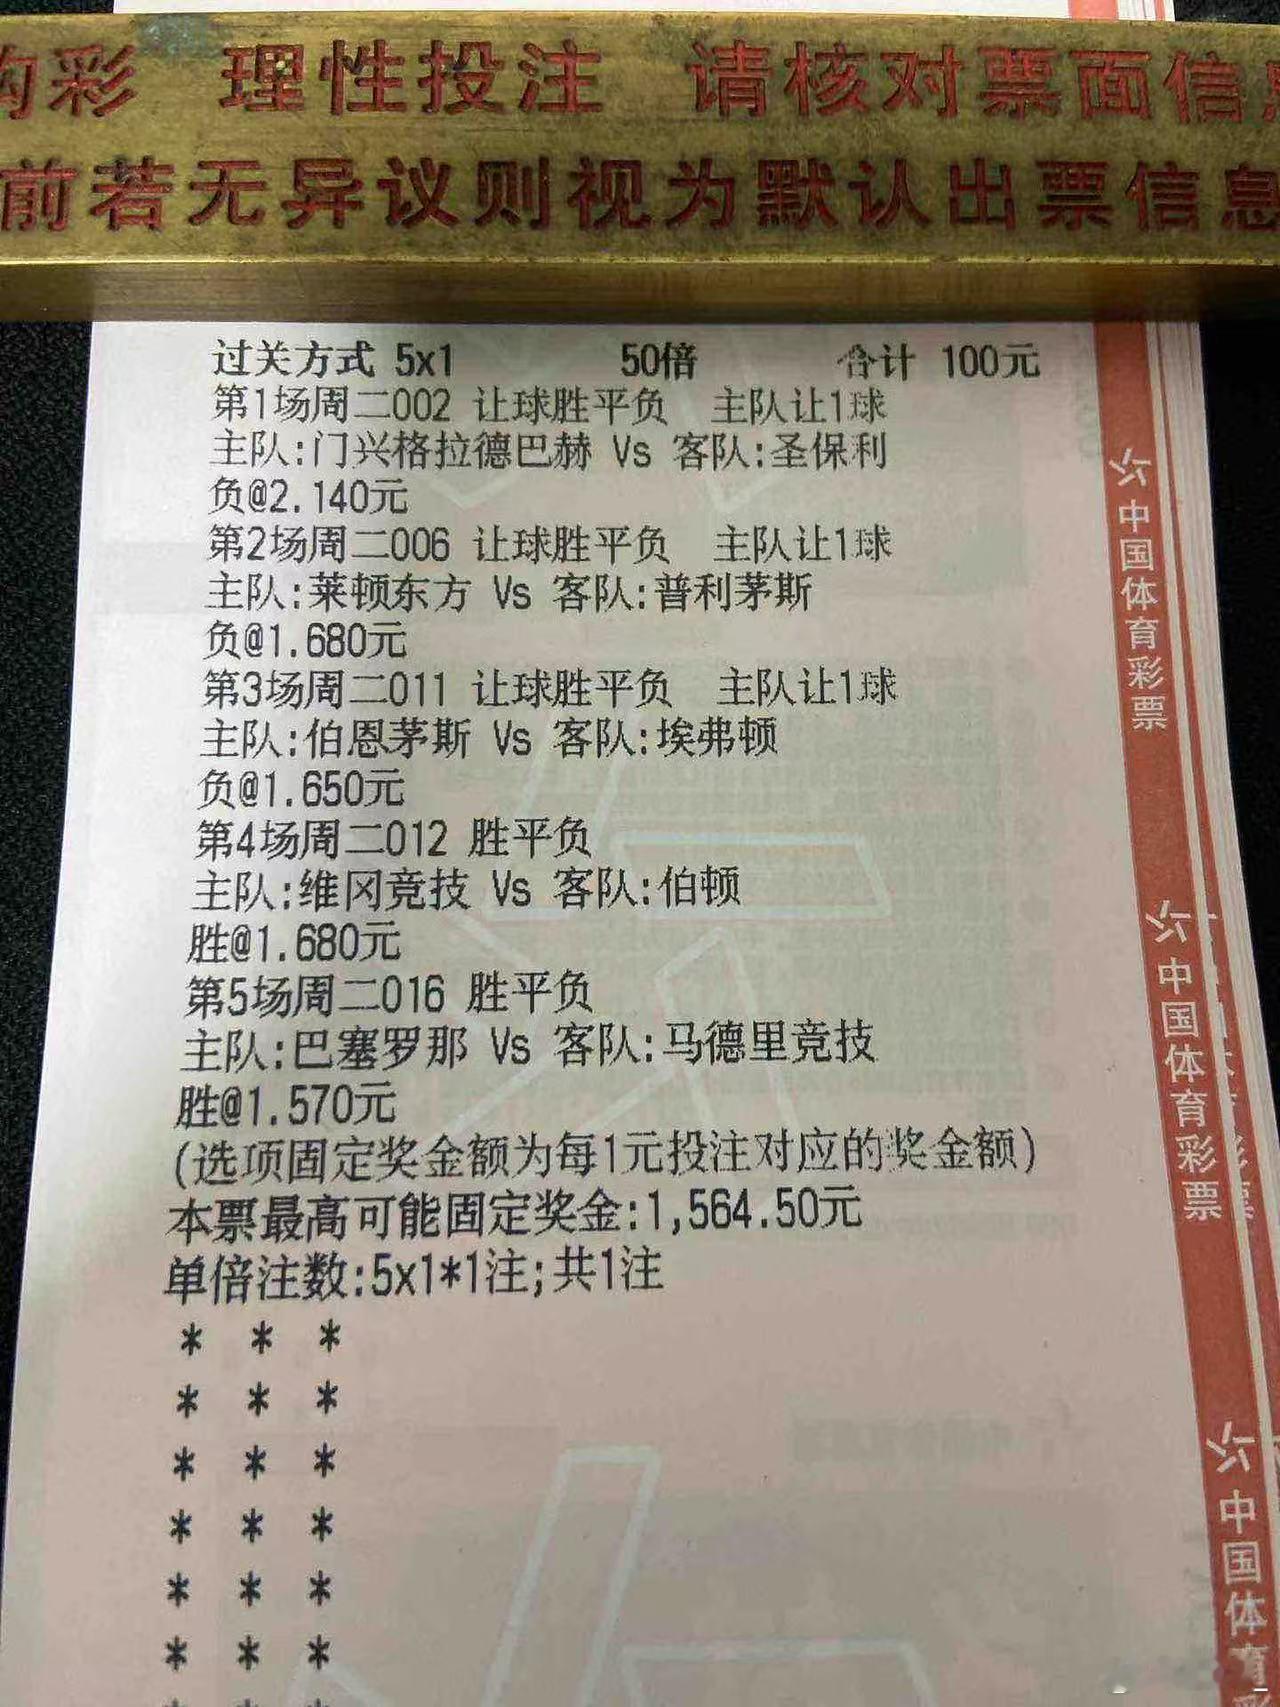 购彩 理性投注 请核对票面信息
前若无异议则视为默认出票信息
过关方式 5x1 50倍 合计 100元
第1场周二002 让球胜平负 主队让1球
主队:门兴格拉德巴赫 Vs 客队:圣保利
负@2.140元
第2场周二006 让球胜平负 主队让1球
主队:莱顿东方 Vs 客队:普利茅斯
负@1.680元
第3场周二011 让球胜平负 主队让1球
主队:伯恩茅斯 Vs 客队:埃弗顿
负@1.650元
第4场周二012 胜平负
主队:维冈竞技 Vs 客队:伯顿
胜@1.680元
第5场周二016 胜平负
主队:巴塞罗那 Vs 客队:马德里竞技
胜@1.570元
(选项固定奖金额为每1元投注对应的奖金额)
本票最高可能固定奖金:1,564.50元
单倍注数:5x1*1注;共1注
* * *
* * *
* * *
* * *
* * *
* * *
中国体育彩票
中国体育彩票
中国体育彩